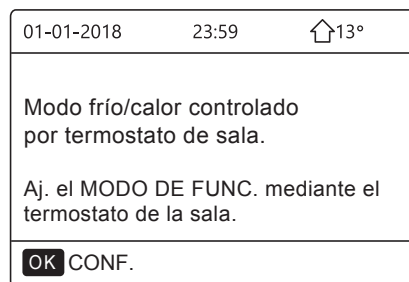 01-01-2018 23:59 13°
Modo frío/calor controlado
por termostato de sala.
Aj. el MODO DE FUNC. mediante el
termostato de la sala.
OK CONF.